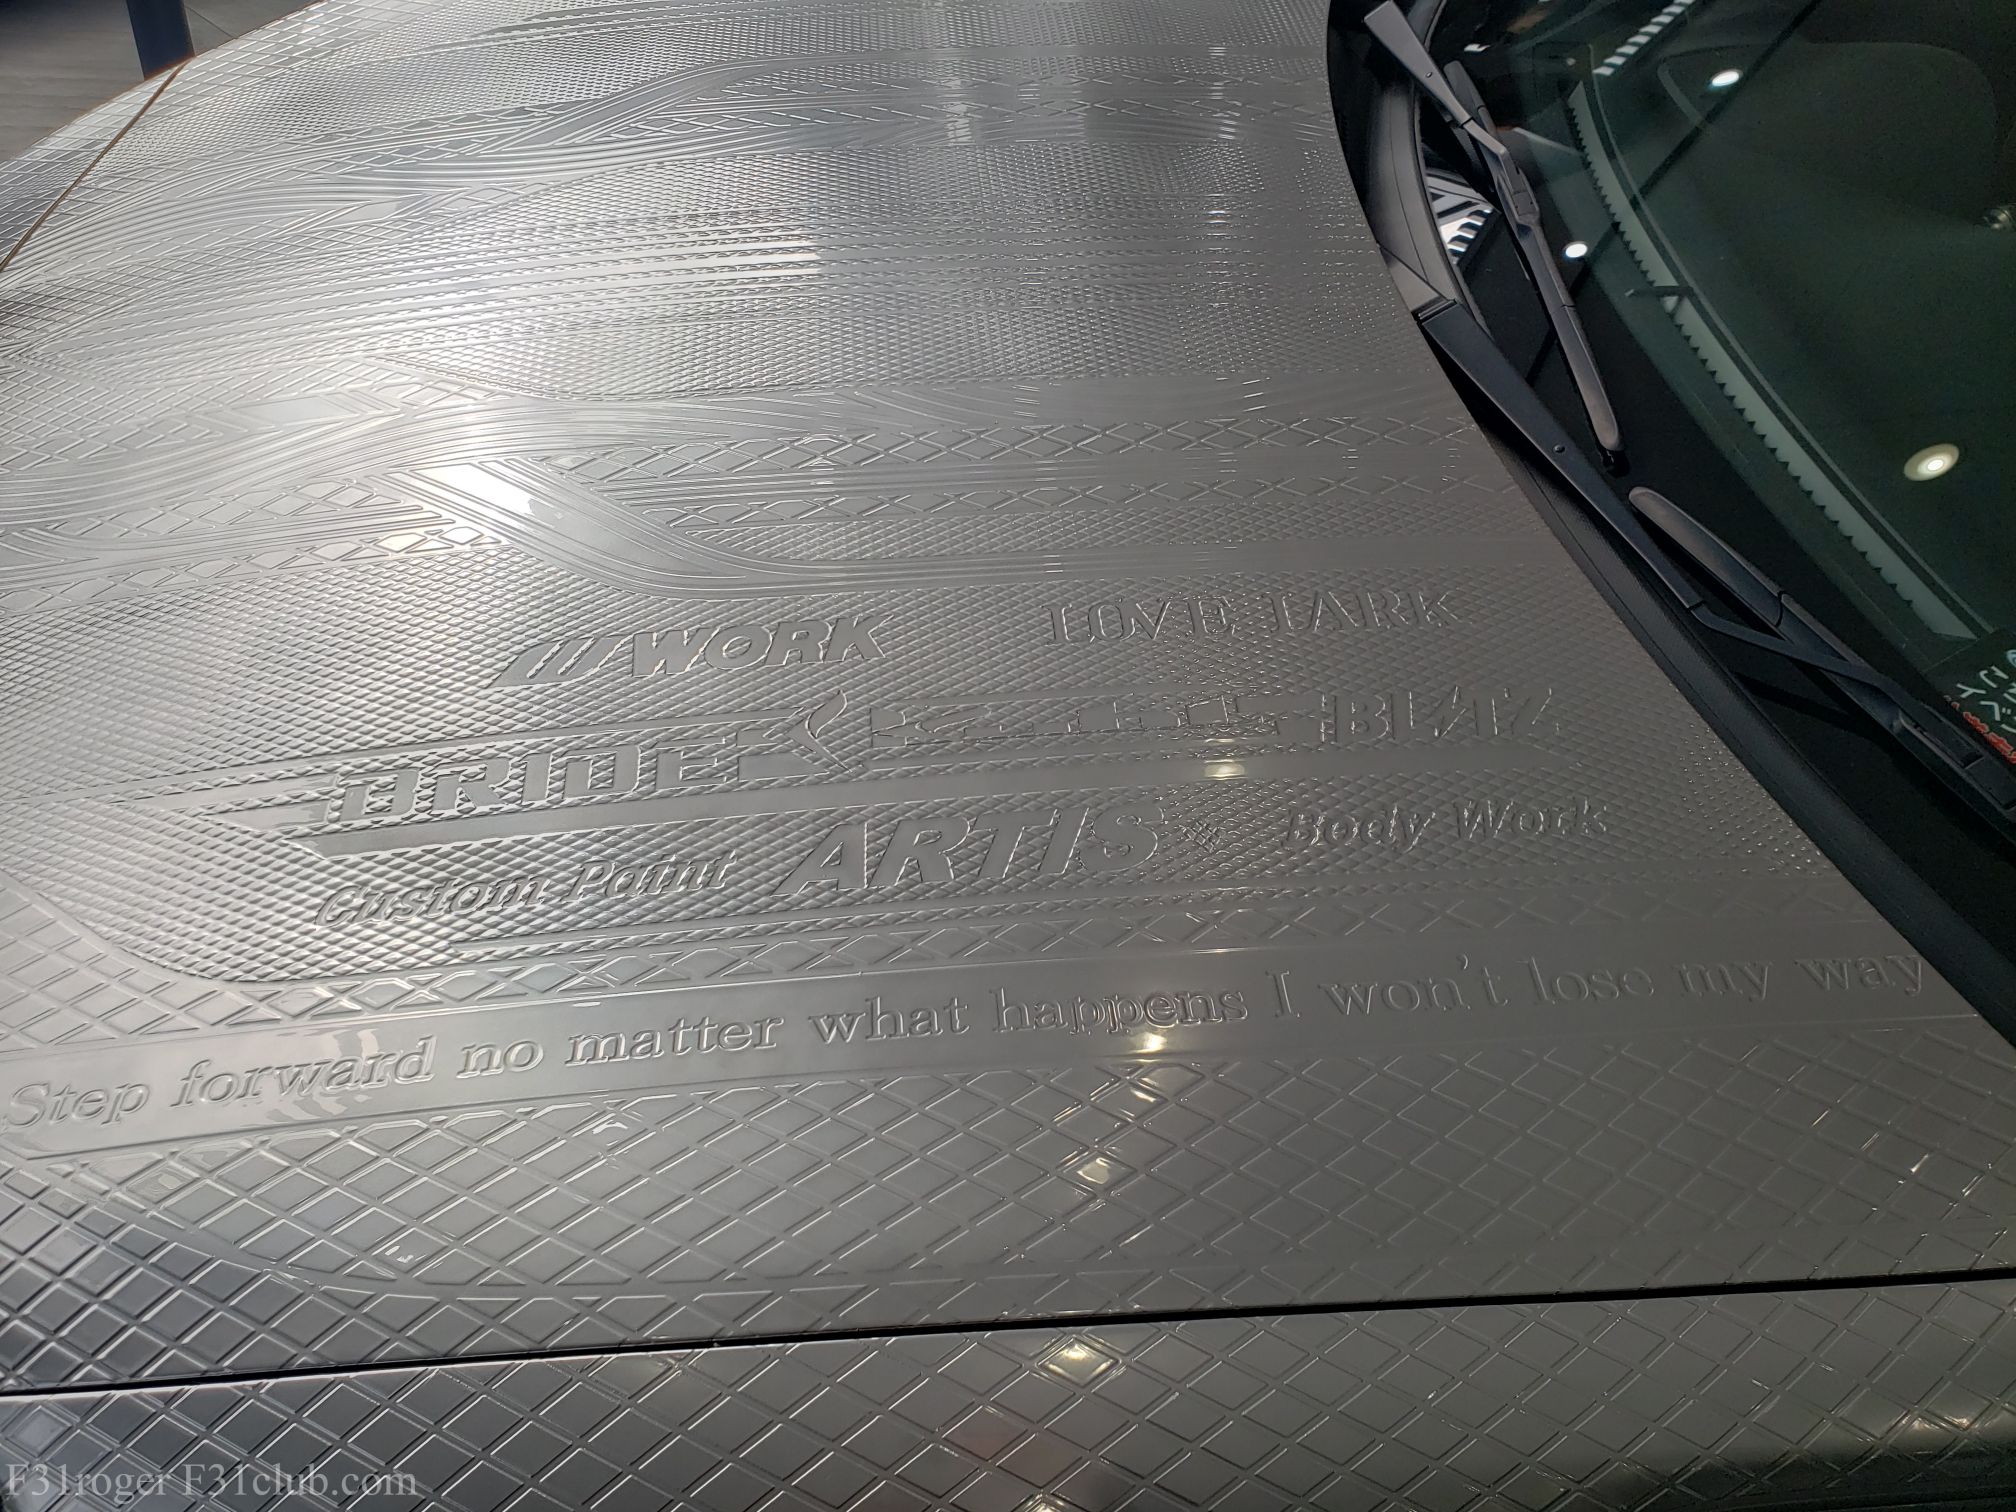 WORK
LOVE TARK
BRIDE
BLITZ
Custom Paint ARTIS Body Work
Step forward no matter what happens I won't lose my way
F31roger F31club.com